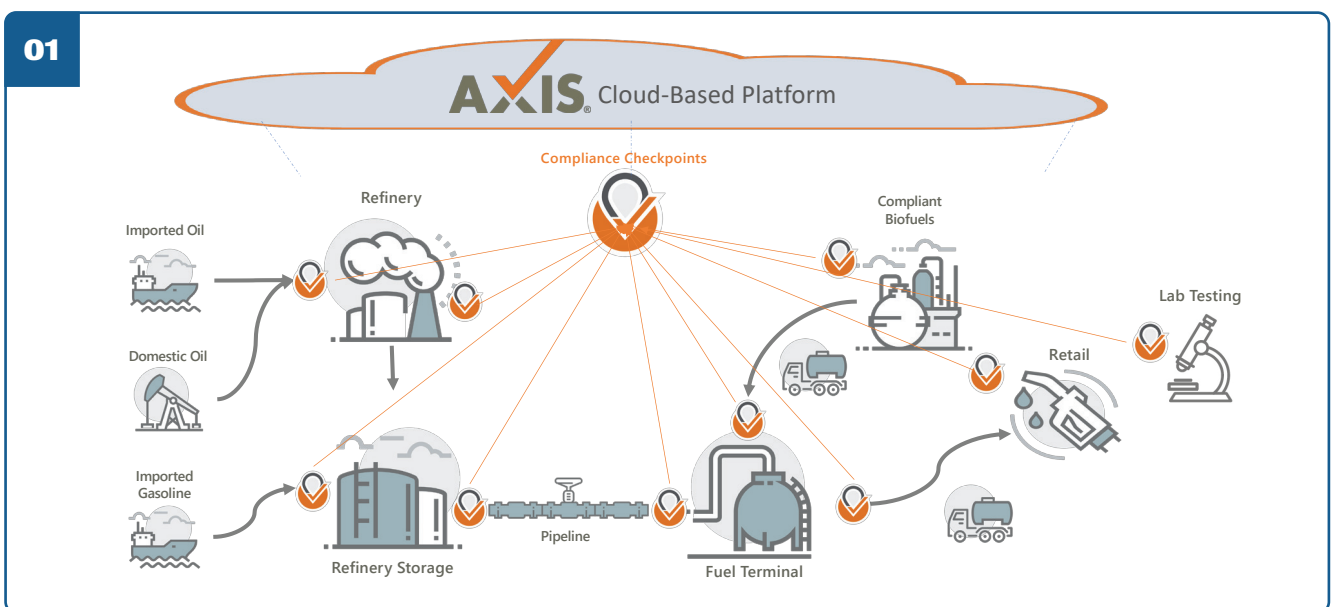 01
AXIS® Cloud-Based Platform
Compliance Checkpoints
Refinery
Compliant
Biofuels
Imported Oil
Lab Testing
Domestic Oil
Retail
Imported
Gasoline
Pipeline
Refinery Storage
Fuel Terminal